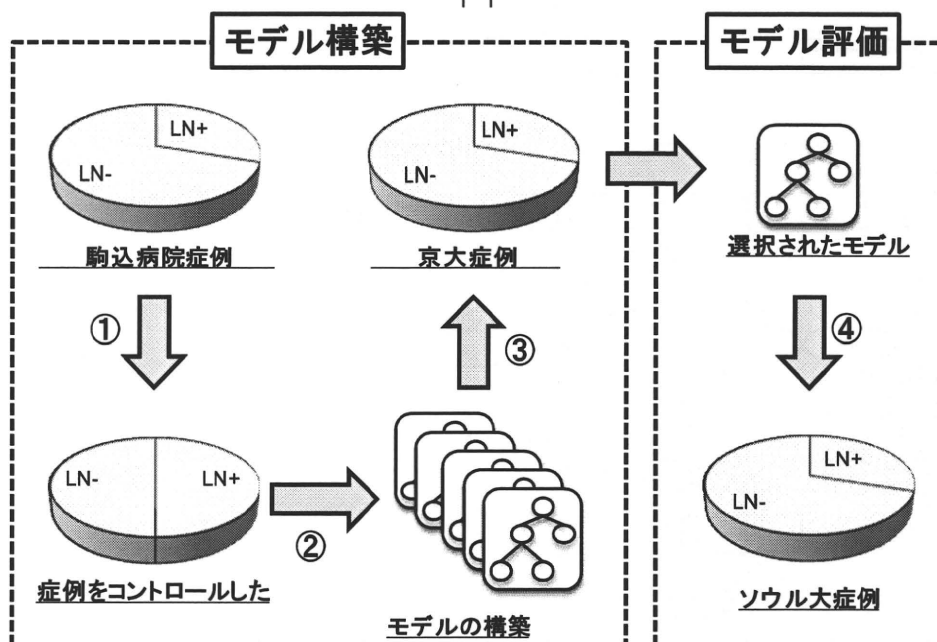 モデル構築
モデル評価
LN+
LN-
駒込病院症例
LN+
LN-
京大症例
選択されたモデル
①
③
④
LN-
LN+
症例をコントロールした
②
モデルの構築
LN+
LN-
ソウル大症例